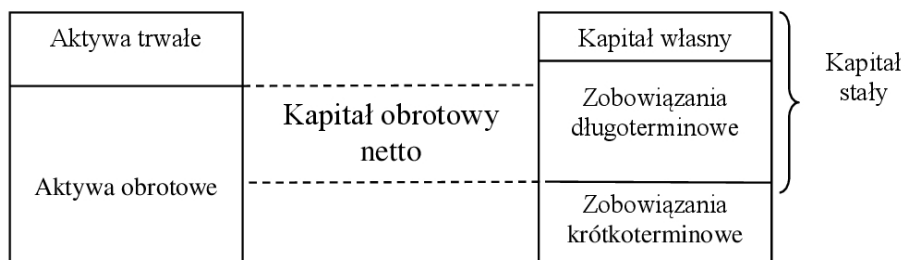 Aktywa trwałe
Aktywa obrotowe
Kapitał obrotowy
netto
Kapitał własny
Zobowiązania
długoterminowe
Zobowiązania
krótkoterminowe
Kapitał
stały